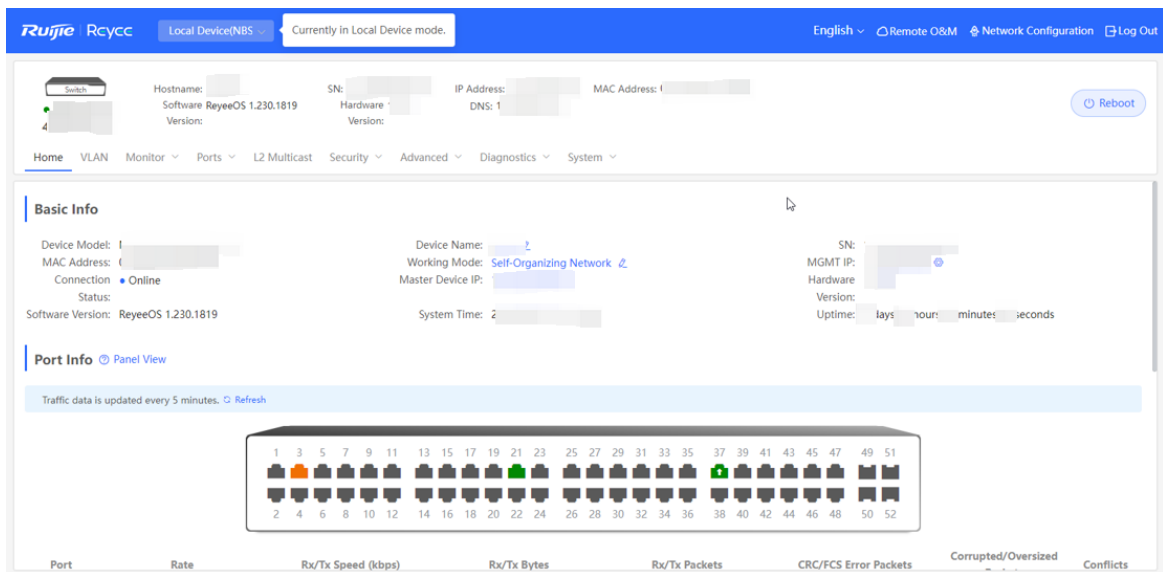 Ruijie Rcycc Local Device(NBS Currently in Local Device mode. English Remote O&M Network Configuration Log Out
Switch
Hostname: SN: IP Address: MAC Address:
Software ReyeeOS 1.230.1819 Hardware DNS: 1
Version: Version:
Reboot
4
Home VLAN Monitor Ports L2 Multicast Security Advanced Diagnostics System
Basic Info
Device Model: Device Name: SN:
MAC Address: Working Mode: Self-Organizing Network MGMT IP:
Connection Online Master Device IP: Hardware
Status: Version:
Software Version: ReyeeOS 1.230.1819 System Time: 2 Uptime: days hours minutes seconds
Port Info Panel View
Traffic data is updated every 5 minutes. Refresh
1 3 5 7 9 11 13 15 17 19 21 23 25 27 29 31 33 35 37 39 41 43 45 47 49 51
2 4 6 8 10 12 14 16 18 20 22 24 26 28 30 32 34 36 38 40 42 44 46 48 50 52
Port Rate Rx/Tx Speed (kbps) Rx/Tx Bytes Rx/Tx Packets CRC/FCS Error Packets Corrupted/Oversized Conflicts